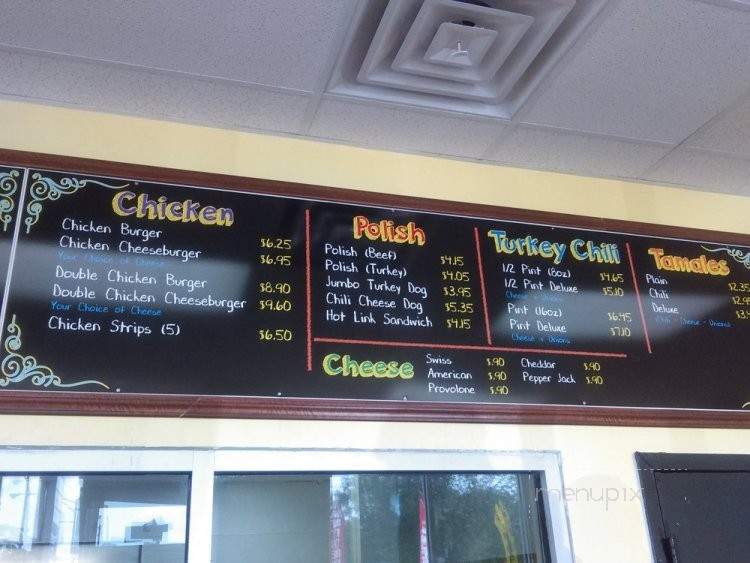 Chicken
Chicken Burger $6.25
Chicken Cheeseburger $6.95
Your Choice of Cheese
Double Chicken Burger $8.90
Double Chicken Cheeseburger $9.60
Your Choice of Cheese
Chicken Strips (5) $6.50
Polish
Polish (Beef) $4.15
Polish (Turkey) $4.05
Jumbo Turkey Dog $3.95
Chili Cheese Dog $5.35
Hot Link Sandwich $4.15
Turkey Chili
1/2 Pint (8oz) $4.65
1/2 Pint Deluxe $5.10
Cheese & Onions
Pint (16oz) $6.45
Pint Deluxe $7.10
Cheese & Onions
Tamales
Plain $2.35
Chili
Deluxe
Chili - Cheese - Onions
Cheese
Swiss $.90 Cheddar $.90
American $.90 Pepper Jack $.90
Provolone $.90
menupix